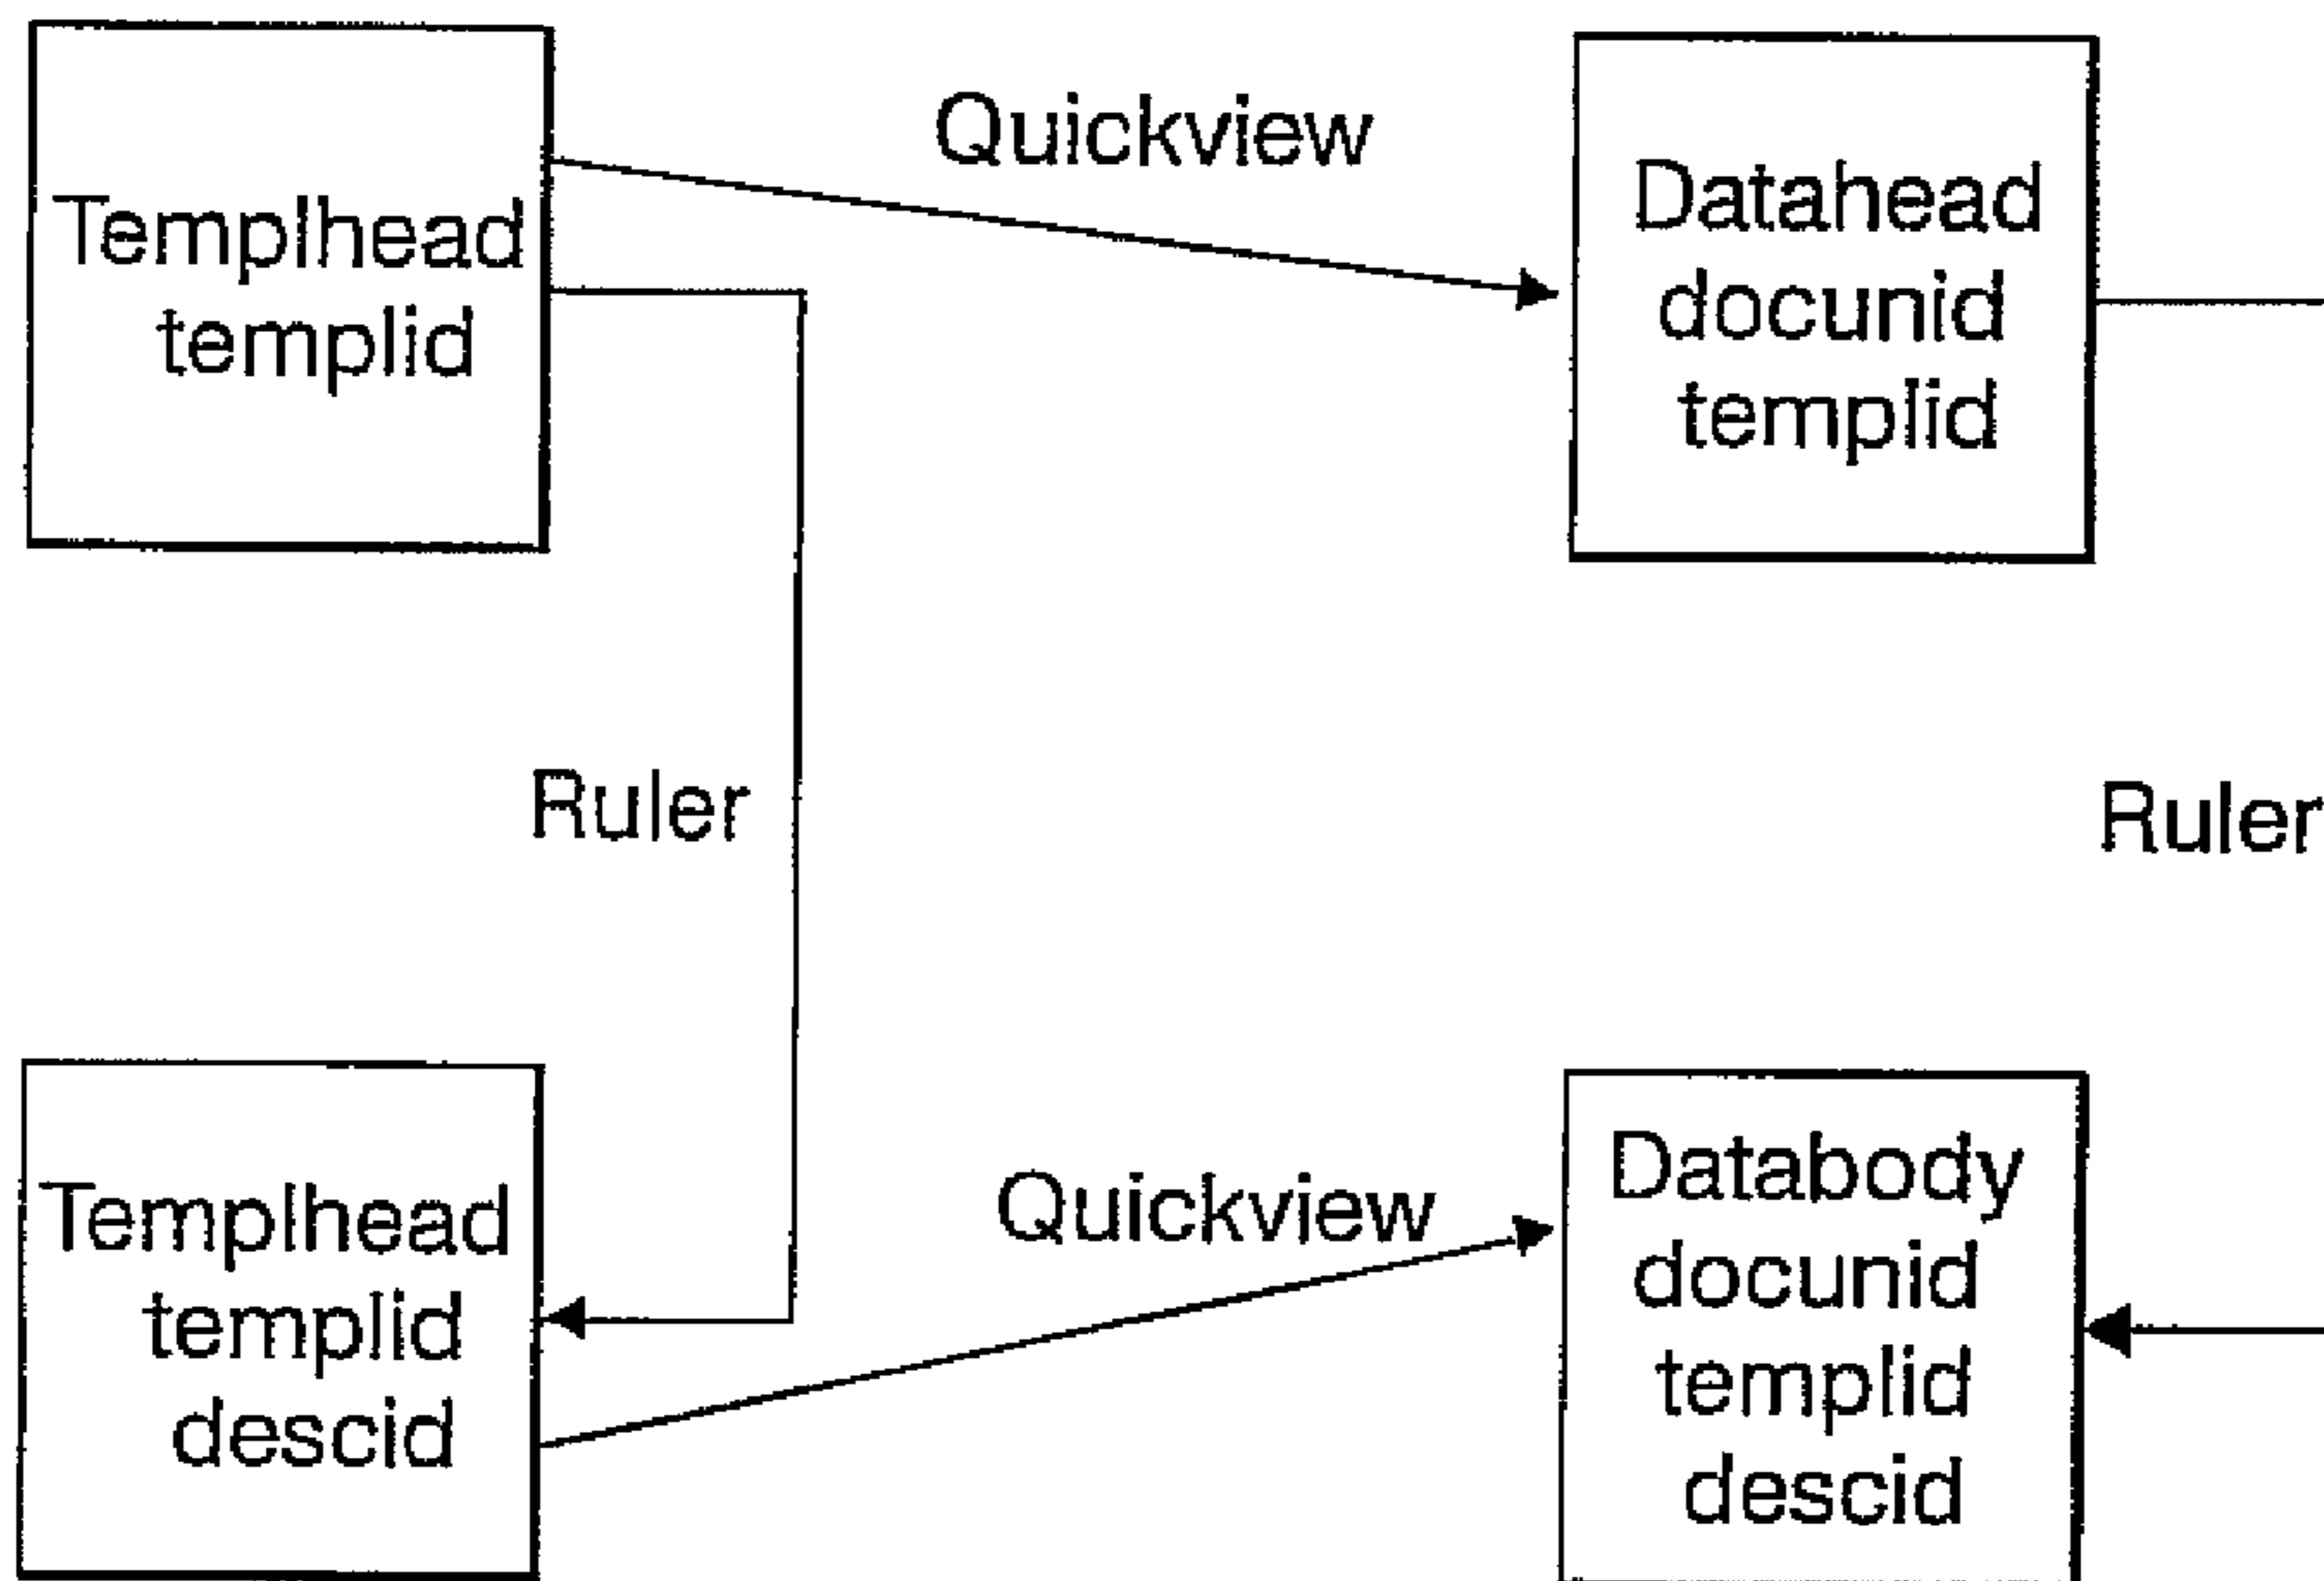 Templhead
templid
Quickview
Datahead
docunid
templid
Ruler
Ruler
Templhead
templid
descid
Quickview
Databody
docunid
templid
descid